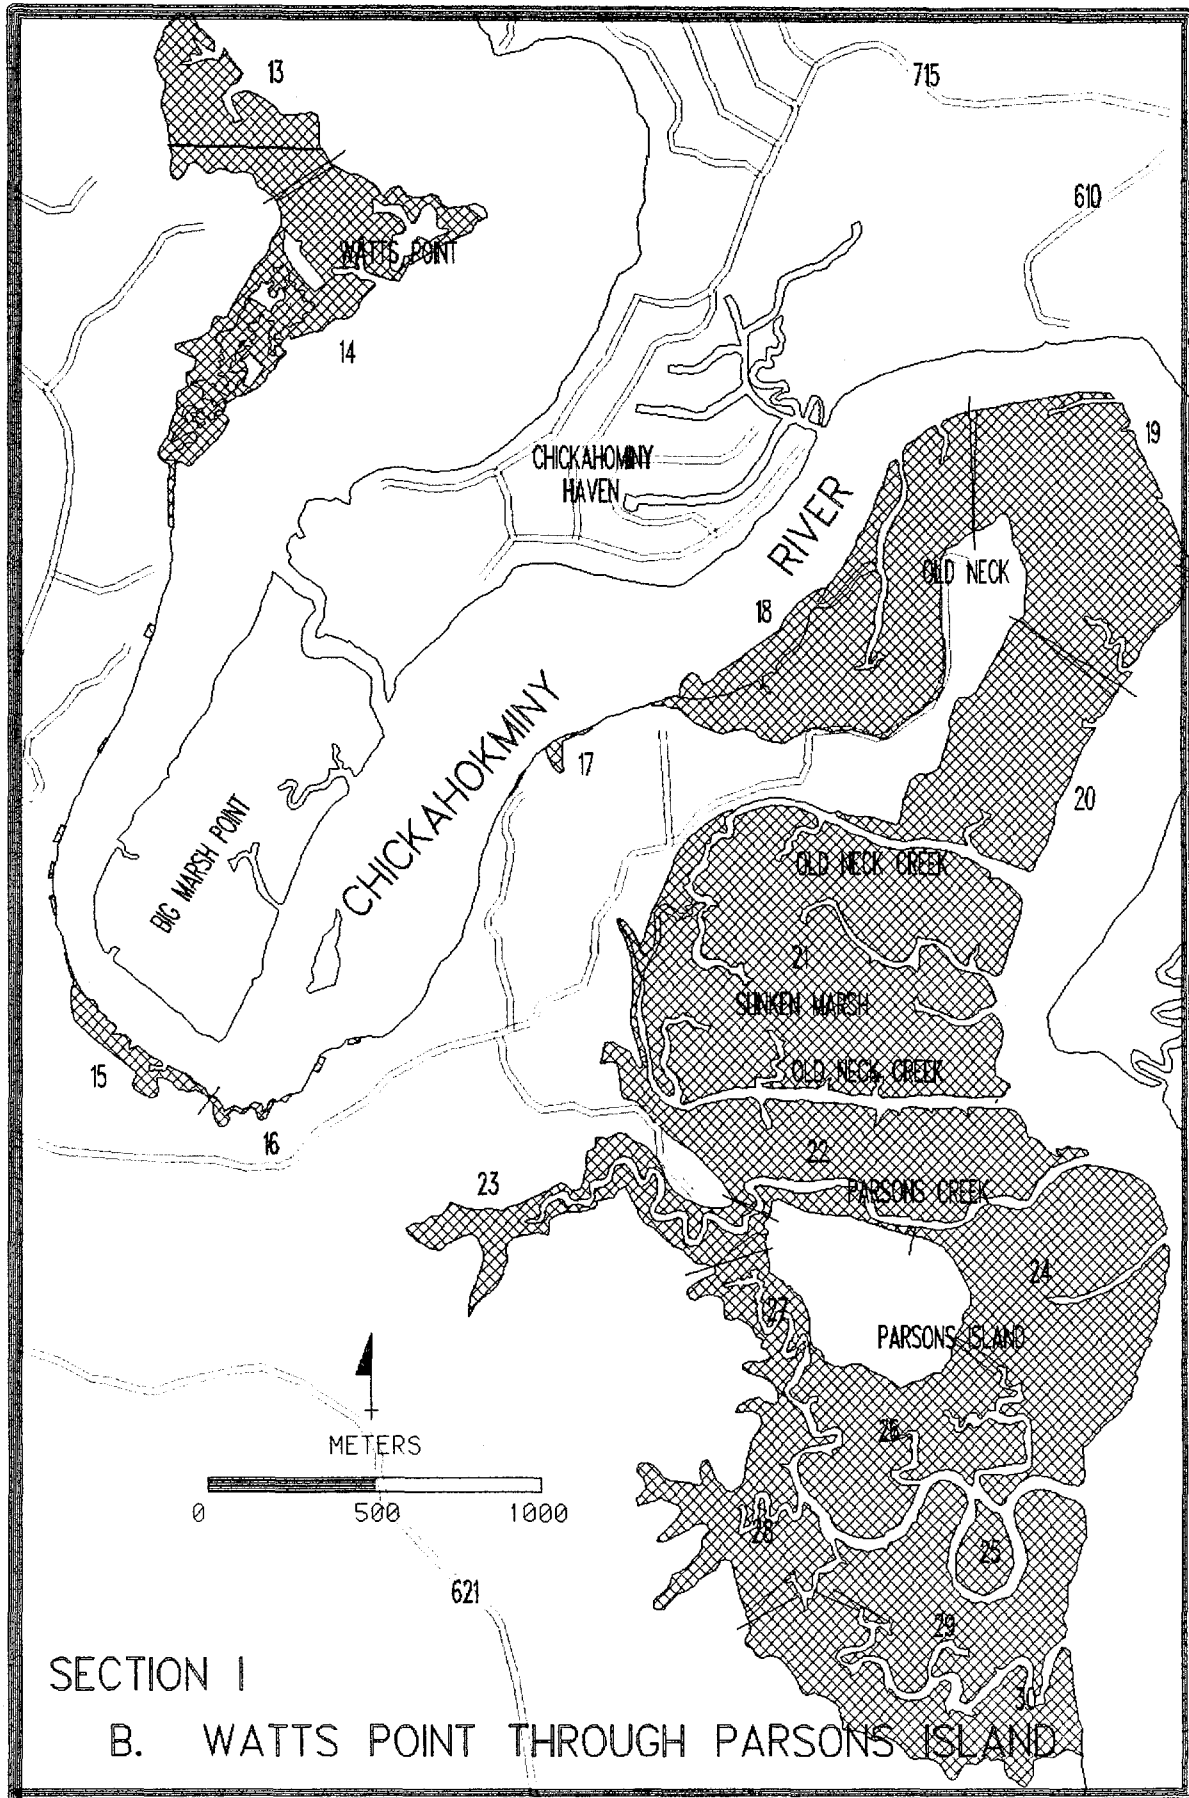 13
715
610
WATTS POINT
14
19
CHICKAHOMINY
HAVEN
RIVER
OLD NECK
18
CHICKAHOKMINY
17
20
BIG MARSH POINT
OLD NECK CREEK
21
SUNKEN MARSH
15
OLD NECK CREEK
16
22
23
PARSONS CREEK
24
27
PARSONS ISLAND
26
METERS
0 500 1000
28
25
621
29
SECTION I
30
B. WATTS POINT THROUGH PARSONS ISLAND